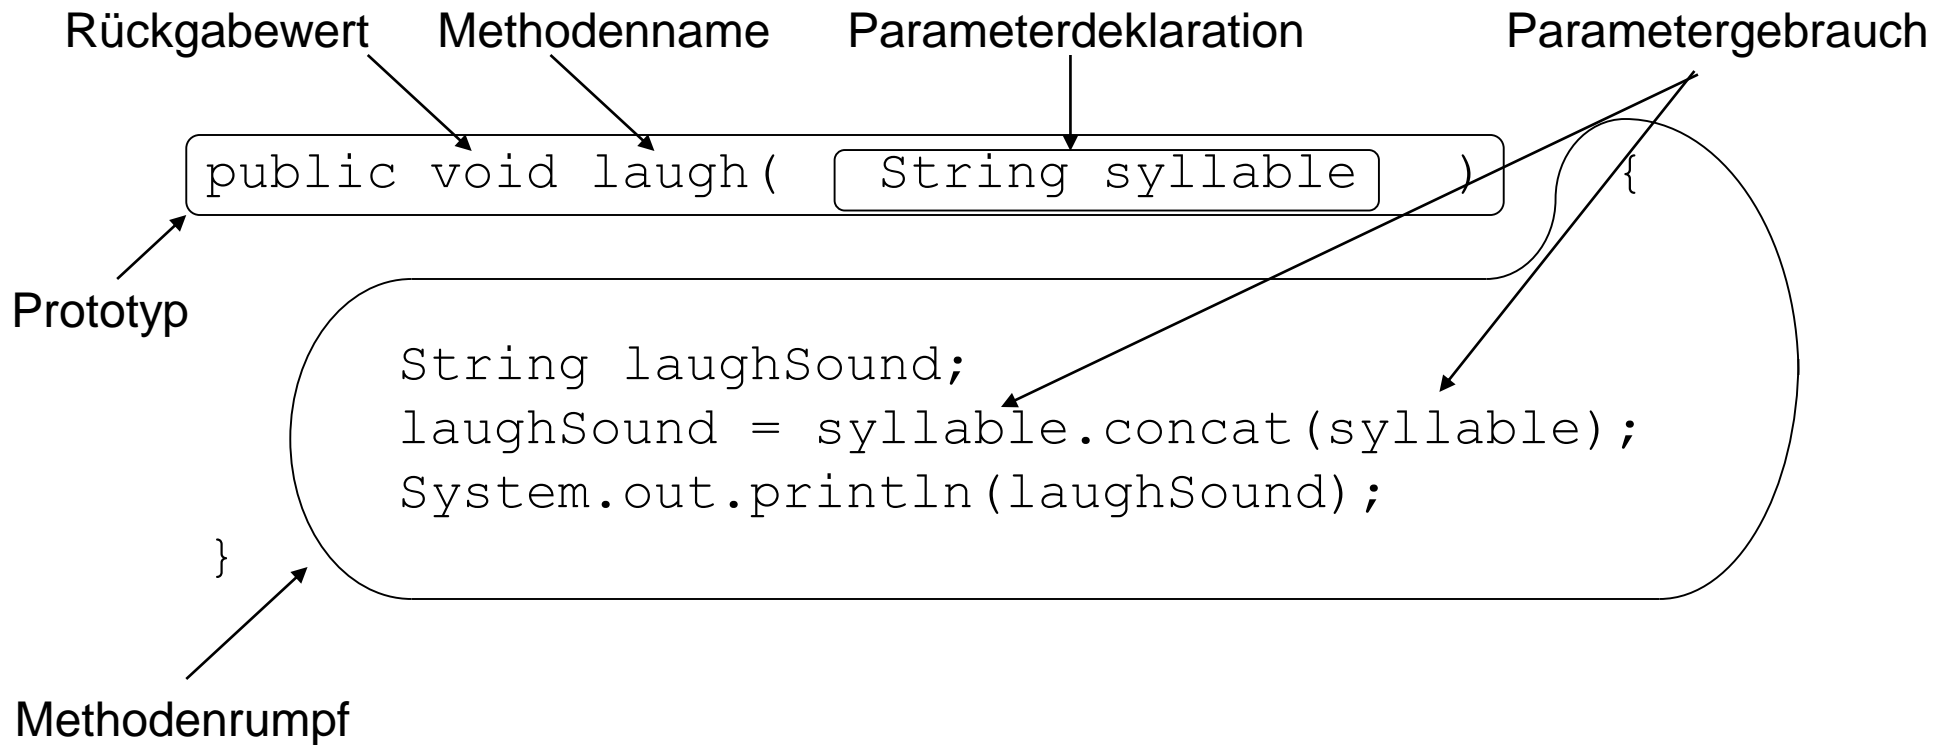 Rückgabewert Methodenname Parameterdeklaration Parametergebrauch
public void laugh( String syllable ) {
Prototyp
String laughSound;
laughSound = syllable.concat(syllable);
System.out.println(laughSound);
}
Methodenrumpf